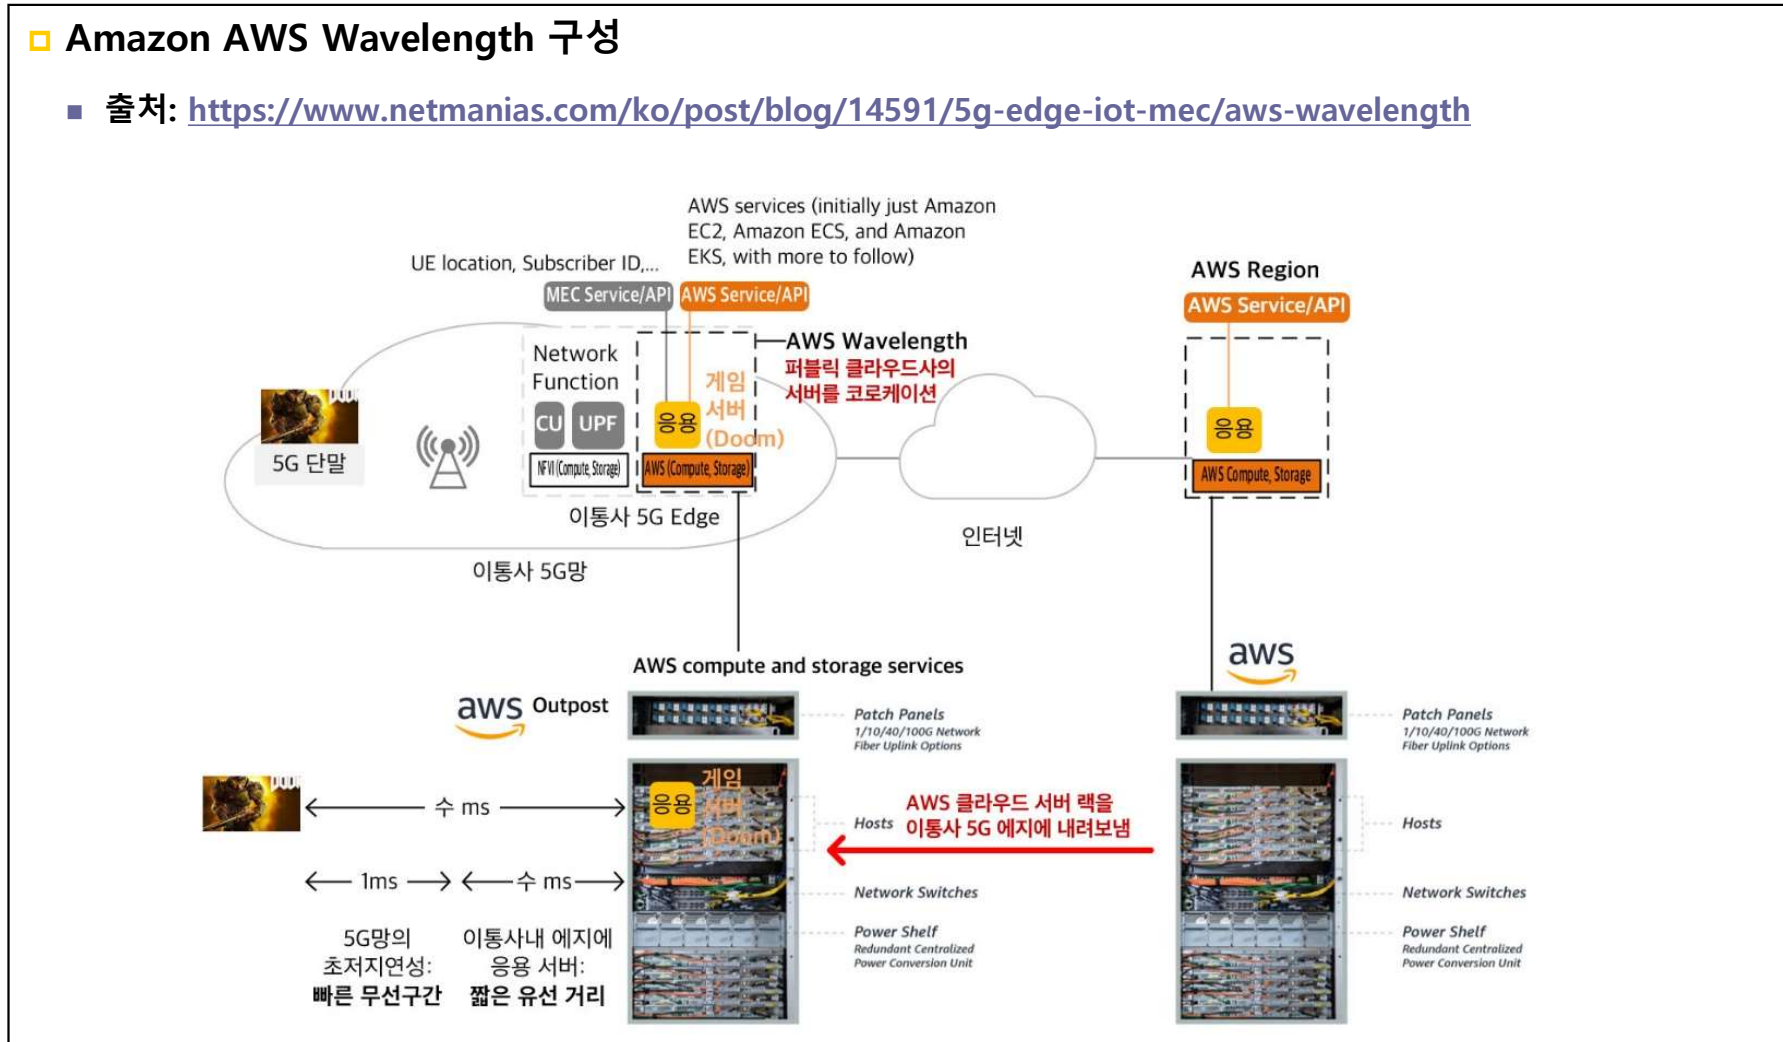 Amazon AWS Wavelength 구성
출처: https://www.netmanias.com/ko/post/blog/14591/5g-edge-iot-mec/aws-wavelength
AWS services (initially just Amazon
EC2, Amazon ECS, and Amazon
EKS, with more to follow)
UE location, Subscriber ID,...
MEC Service/API
AWS Service/API
AWS Region
AWS Service/API
Network
Function
CU
UPF
NFVI (Compute, Storage)
응용
게임
서버
(Doom)
AWS (Compute, Storage)
AWS Wavelength
퍼블릭 클라우드사의
서버를 코로케이션
5G 단말
이통사 5G Edge
이통사 5G망
인터넷
응용
AWS Compute, Storage
AWS compute and storage services
aws Outpost
aws
Patch Panels
1/10/40/100G Network
Fiber Uplink Options
Patch Panels
1/10/40/100G Network
Fiber Uplink Options
수 ms
응용
게임
서버
(Doom)
Hosts
AWS 클라우드 서버 랙을
이통사 5G 에지에 내려보냄
Hosts
1ms
수 ms
Network Switches
Network Switches
5G망의
초저지연성:
빠른 무선구간
이통사내 에지에
응용 서버:
짧은 유선 거리
Power Shelf
Redundant Centralized
Power Conversion Unit
Power Shelf
Redundant Centralized
Power Conversion Unit